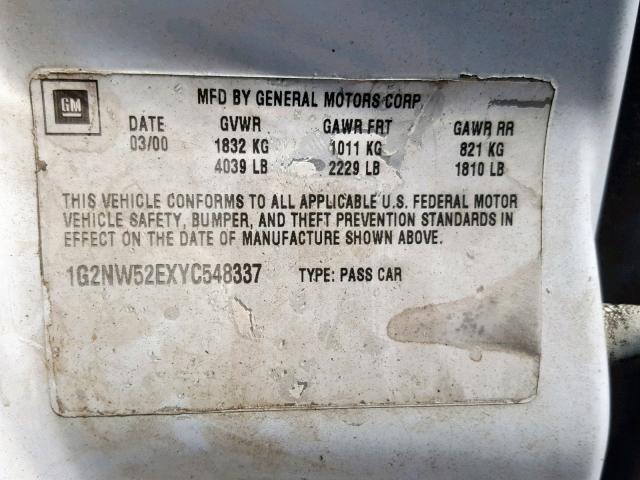 GM
MFD BY GENERAL MOTORS CORP
DATE GVWR GAWR FRT GAWR RR
03/00 1832 KG 1011 KG 821 KG
4039 LB 2229 LB 1810 LB
THIS VEHICLE CONFORMS TO ALL APPLICABLE U.S. FEDERAL MOTOR
VEHICLE SAFETY, BUMPER, AND THEFT PREVENTION STANDARDS IN
EFFECT ON THE DATE OF MANUFACTURE SHOWN ABOVE.
1G2NW52EXYC548337 TYPE: PASS CAR